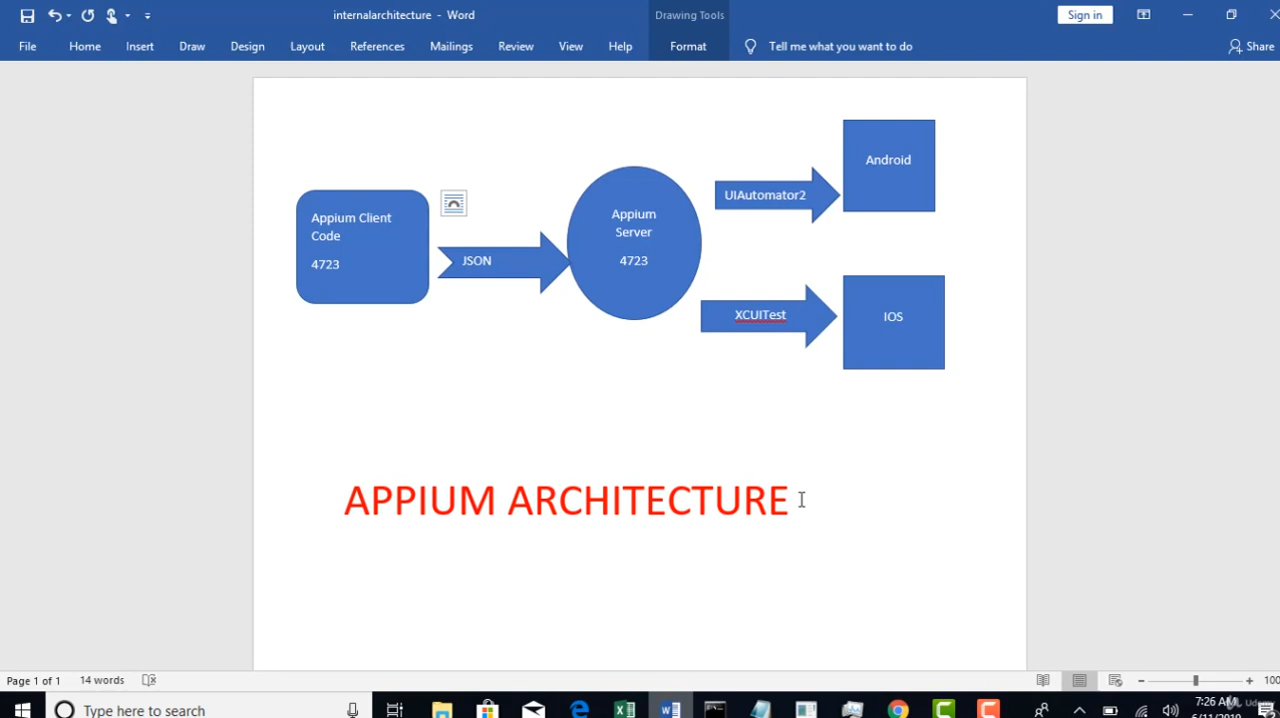 internalarchitecture - Word
Drawing Tools
Sign in
File Home Insert Draw Design Layout References Mailings Review View Help Format Tell me what you want to do Share
Android
UIAutomator2
Appium Client
Code
4723
JSON
Appium
Server
4723
XCUITest
IOS
APPIUM ARCHITECTURE
Page 1 of 1 14 words
100
Type here to search
7:26 AM